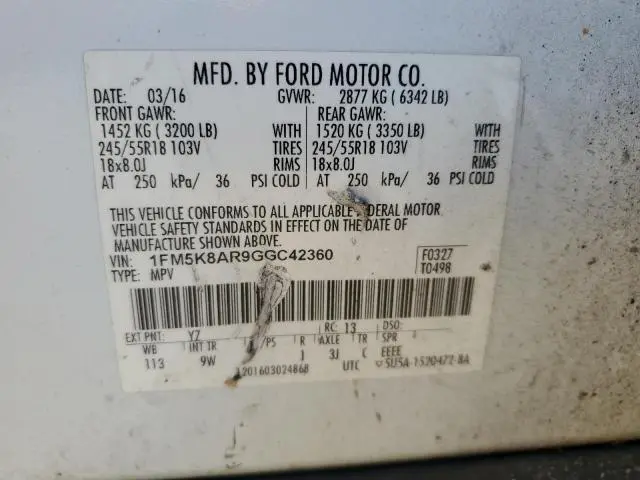 MFD. BY FORD MOTOR CO.
DATE: 03/16 GVWR: 2877 KG ( 6342 LB)
FRONT GAWR: REAR GAWR:
1452 KG ( 3200 LB) WITH 1520 KG ( 3350 LB) WITH
245/55R18 103V TIRES 245/55R18 103V TIRES
18x8.0J RIMS 18x8.0J RIMS
AT 250 kPa/ 36 PSI COLD AT 250 kPa/ 36 PSI COLD
THIS VEHICLE CONFORMS TO ALL APPLICABLE FEDERAL MOTOR
VEHICLE SAFETY STANDARDS IN EFFECT ON THE DATE OF
MANUFACTURE SHOWN ABOVE.
VIN: 1FM5K8AR9GGC42360 F0327
TYPE: MPV T0498
EXT PNT: Y7 RC: 13 DSO:
WB INT TR /PS R AXLE TR SPR
113 9W J 3J C EEEE
1201603024868 UTC 5U5A-1520472-BA